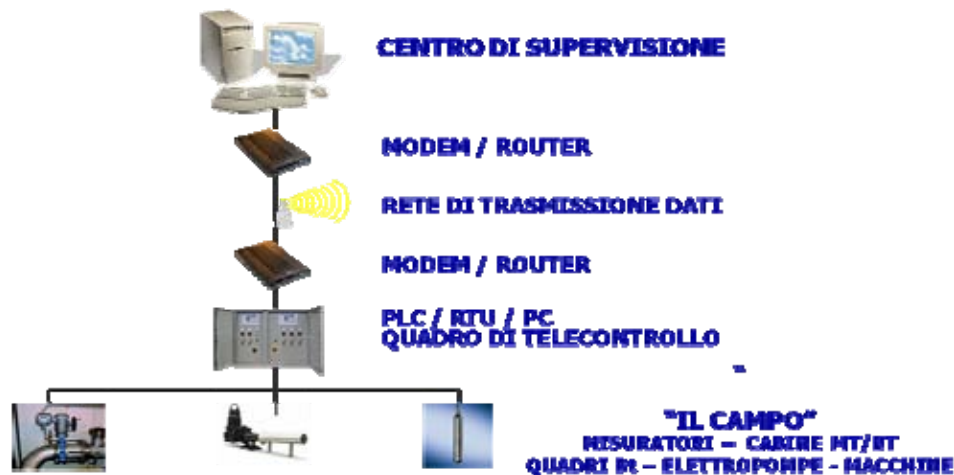 CENTRO DI SUPERVISIONE
MODEM / ROUTER
RETE DI TRASMISSIONE DATI
MODEM / ROUTER
PLC / RTU / PC
QUADRO DI TELECONTROLLO
"IL CAMPO"
MISURATORI – CABINE MT/BT
QUADRI Bt – ELETTROPOMPE - MACCHINE